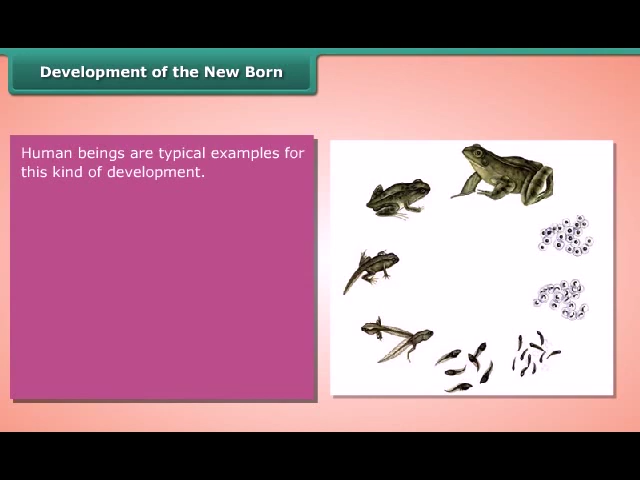 Development of the New Born
Human beings are typical examples for
this kind of development.